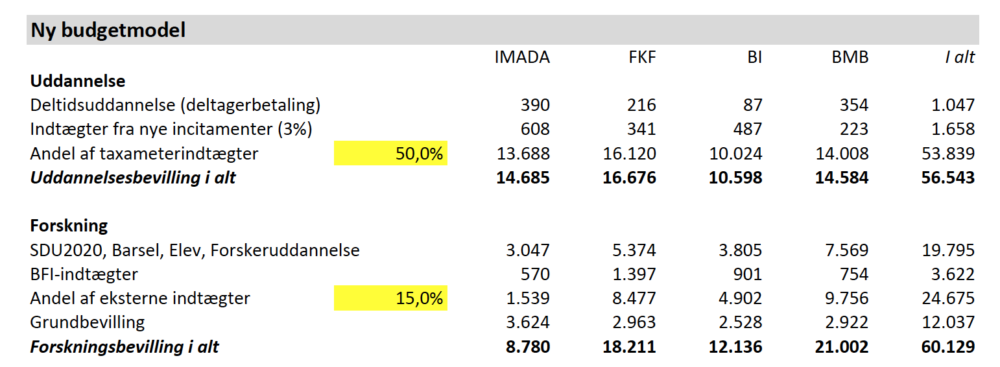 Ny budgetmodel
IMADA FKF BI BMB I alt
Uddannelse
Deltidsuddannelse (deltagerbetaling) 390 216 87 354 1.047
Indtægter fra nye incitamenter (3%) 608 341 487 223 1.658
Andel af taxameterindtægter 50,0% 13.688 16.120 10.024 14.008 53.839
Uddannelsesbevilling i alt 14.685 16.676 10.598 14.584 56.543
Forskning
SDU2020, Barsel, Elev, Forskeruddannelse 3.047 5.374 3.805 7.569 19.795
BFI-indtægter 570 1.397 901 754 3.622
Andel af eksterne indtægter 15,0% 1.539 8.477 4.902 9.756 24.675
Grundbevilling 3.624 2.963 2.528 2.922 12.037
Forskningsbevilling i alt 8.780 18.211 12.136 21.002 60.129